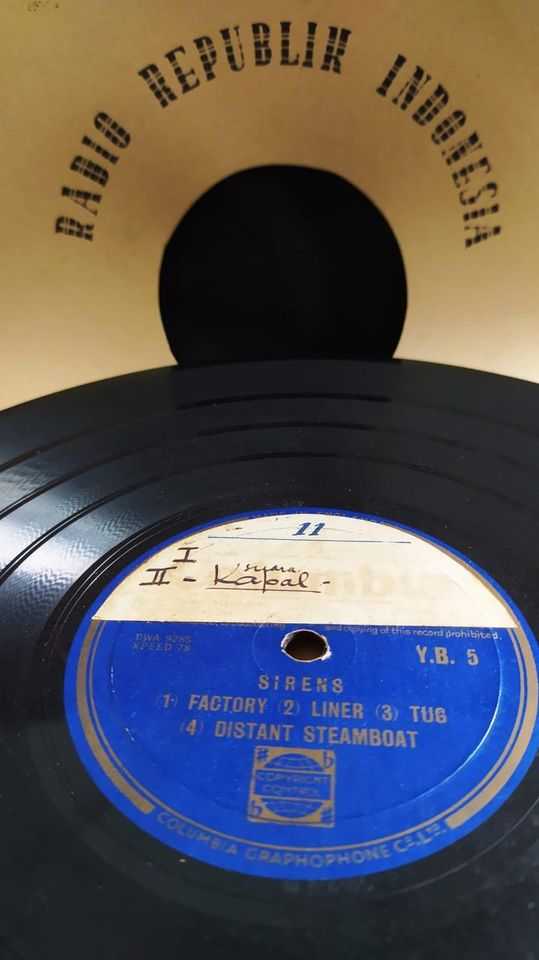 RADIO REPUBLIK INDONESIA
11
I
suara
II - Kapal -
and copying of this record prohibited.
SPEED 78
Y.B. 5
SIRENS
(1) FACTORY (2) LINER (3) TUG
(4) DISTANT STEAMBOAT
COPYRIGHT
CONTROL
COLUMBIA GRAPHOPHONE Co. Ltd.